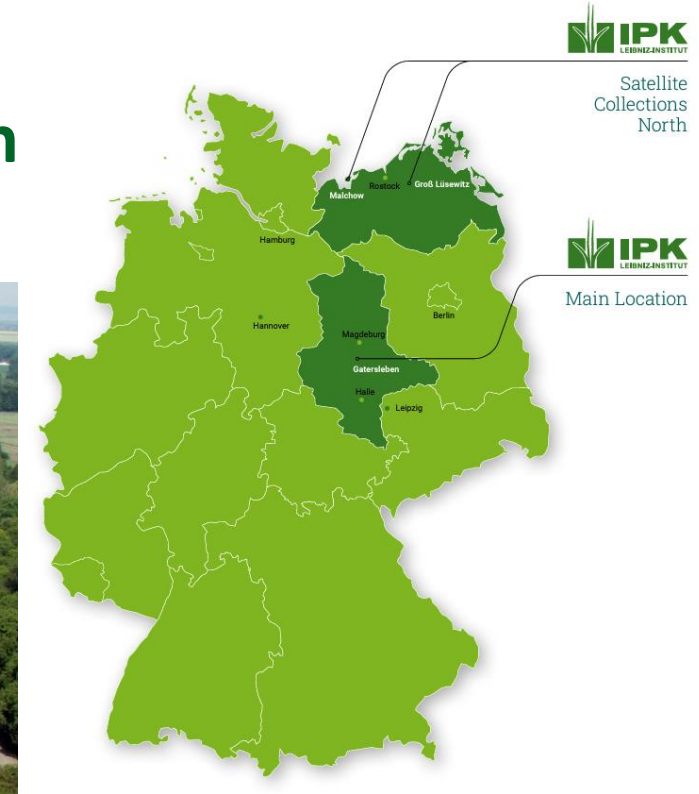 n
IPK
LEIBNIZ-INSTITUT
Satellite
Collections
North
Rostock
Groß Lüsewitz
Malchow
Hamburg
IPK
LEIBNIZ-INSTITUT
Main Location
Berlin
Hannover
Magdeburg
Gatersleben
Halle
Leipzig